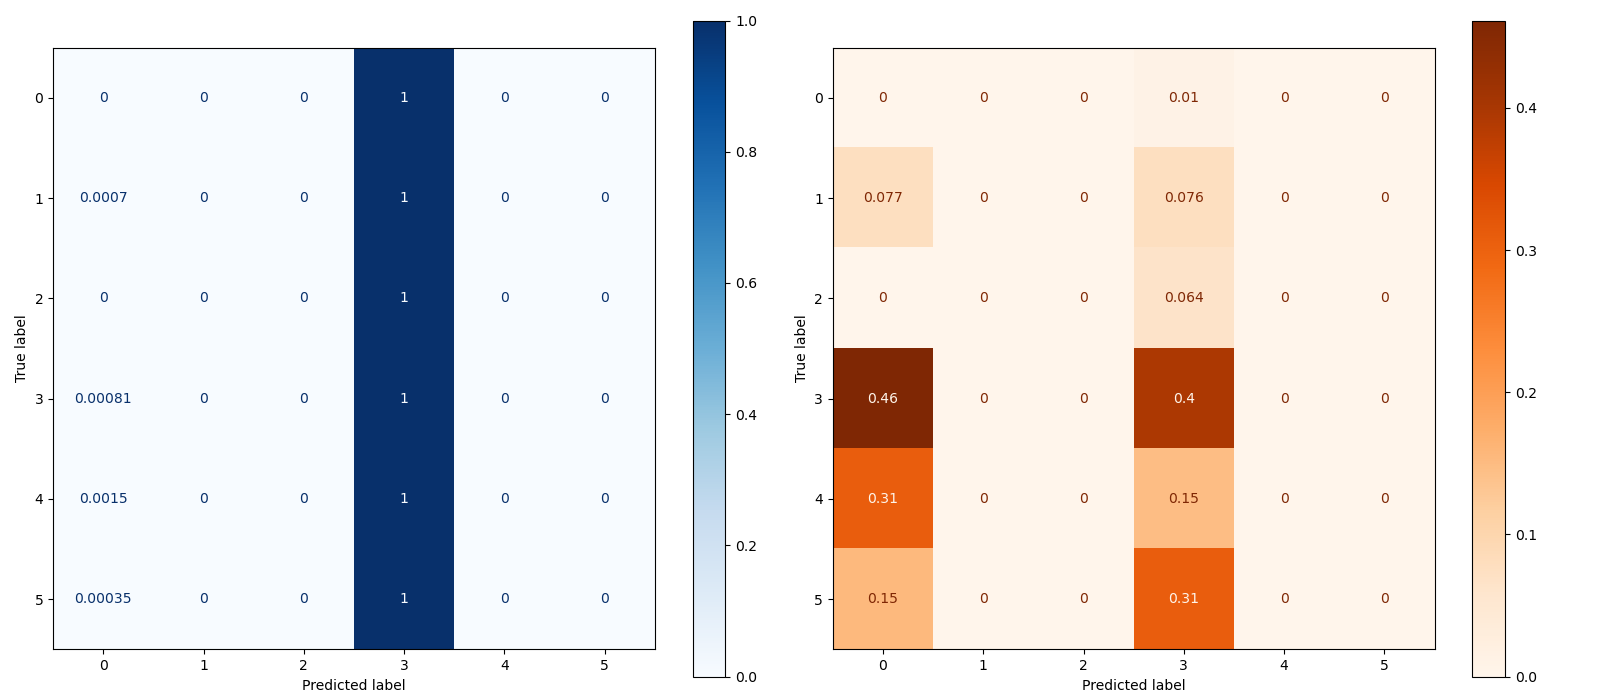 1.0
0.8
0.6
0.4
0.2
0.0
True label
0 0 0 0 1 0 0
1 0.0007 0 0 1 0 0
2 0 0 0 1 0 0
3 0.00081 0 0 1 0 0
4 0.0015 0 0 1 0 0
5 0.00035 0 0 1 0 0
0 1 2 3 4 5
Predicted label
True label
0 0 0 0 0.01 0 0
1 0.077 0 0 0.076 0 0
2 0 0 0 0.064 0 0
3 0.46 0 0 0.4 0 0
4 0.31 0 0 0.15 0 0
5 0.15 0 0 0.31 0 0
0 1 2 3 4 5
Predicted label
0.4
0.3
0.2
0.1
0.0